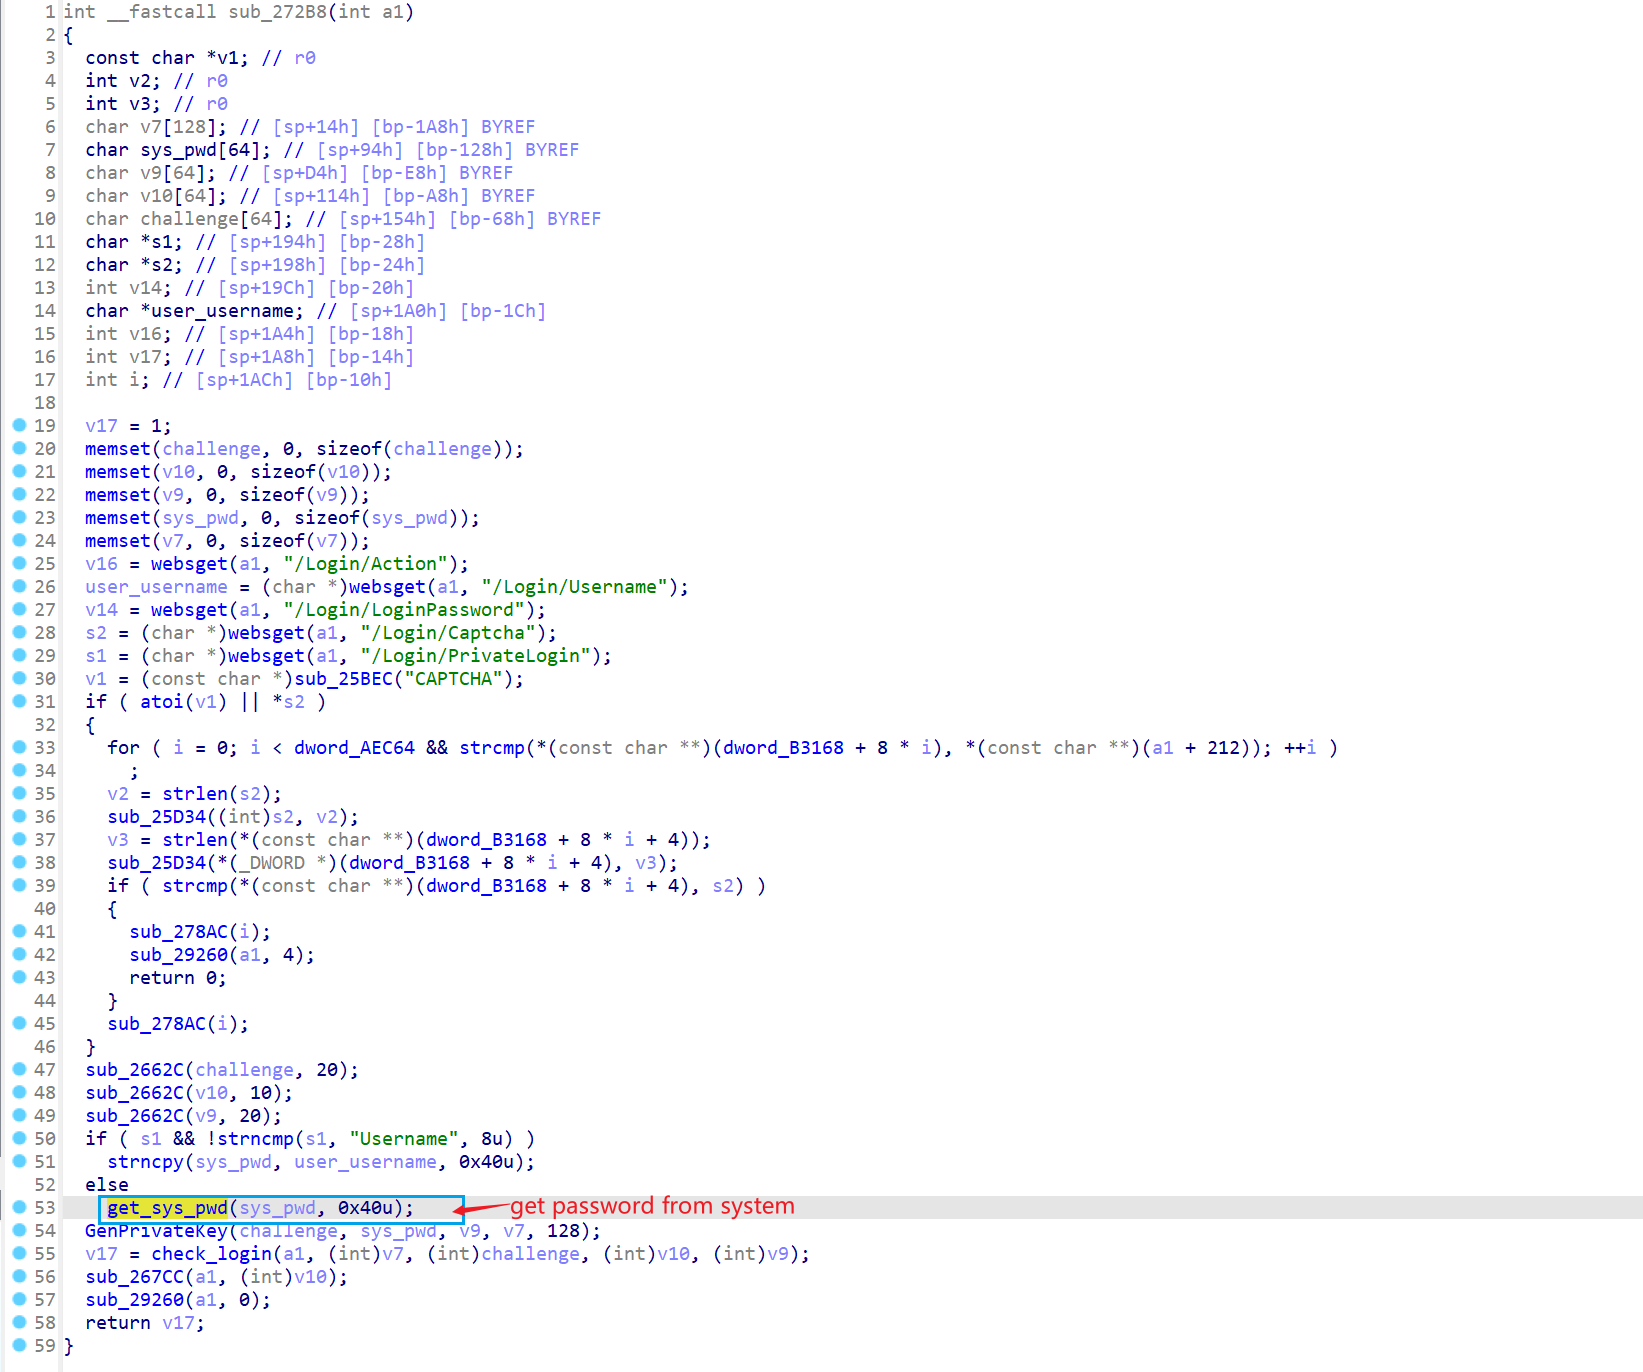 1 int __fastcall sub_272B8(int a1)
2 {
3   const char *v1; // r0
4   int v2; // r0
5   int v3; // r0
6   char v7[128]; // [sp+14h] [bp-1A8h] BYREF
7   char sys_pwd[64]; // [sp+94h] [bp-128h] BYREF
8   char v9[64]; // [sp+D4h] [bp-E8h] BYREF
9   char v10[64]; // [sp+114h] [bp-A8h] BYREF
10   char challenge[64]; // [sp+154h] [bp-68h] BYREF
11   char *s1; // [sp+194h] [bp-28h]
12   char *s2; // [sp+198h] [bp-24h]
13   int v14; // [sp+19Ch] [bp-20h]
14   char *user_username; // [sp+1A0h] [bp-1Ch]
15   int v16; // [sp+1A4h] [bp-18h]
16   int v17; // [sp+1A8h] [bp-14h]
17   int i; // [sp+1ACh] [bp-10h]
18
19   v17 = 1;
20   memset(challenge, 0, sizeof(challenge));
21   memset(v10, 0, sizeof(v10));
22   memset(v9, 0, sizeof(v9));
23   memset(sys_pwd, 0, sizeof(sys_pwd));
24   memset(v7, 0, sizeof(v7));
25   v16 = websget(a1, "/Login/Action");
26   user_username = (char *)websget(a1, "/Login/Username");
27   v14 = websget(a1, "/Login/LoginPassword");
28   s2 = (char *)websget(a1, "/Login/Captcha");
29   s1 = (char *)websget(a1, "/Login/PrivateLogin");
30   v1 = (const char *)sub_25BEC("CAPTCHA");
31   if ( atoi(v1) || *s2 )
32   {
33     for ( i = 0; i < dword_AEC64 && strcmp(*(const char **)(dword_B3168 + 8 * i), *(const char **)(a1 + 212)); ++i )
34       ;
35     v2 = strlen(s2);
36     sub_25D34((int)s2, v2);
37     v3 = strlen(*(const char **)(dword_B3168 + 8 * i + 4));
38     sub_25D34(*(_DWORD *)(dword_B3168 + 8 * i + 4), v3);
39     if ( strcmp(*(const char **)(dword_B3168 + 8 * i + 4), s2) )
40     {
41       sub_278AC(i);
42       sub_29260(a1, 4);
43       return 0;
44     }
45     sub_278AC(i);
46   }
47   sub_2662C(challenge, 20);
48   sub_2662C(v10, 10);
49   sub_2662C(v9, 20);
50   if ( s1 && !strncmp(s1, "Username", 8u) )
51     strncpy(sys_pwd, user_username, 0x40u);
52   else
53     get_sys_pwd(sys_pwd, 0x40u); get password from system
54   GenPrivateKey(challenge, sys_pwd, v9, v7, 128);
55   v17 = check_login(a1, (int)v7, (int)challenge, (int)v10, (int)v9);
56   sub_267CC(a1, (int)v10);
57   sub_29260(a1, 0);
58   return v17;
59 }